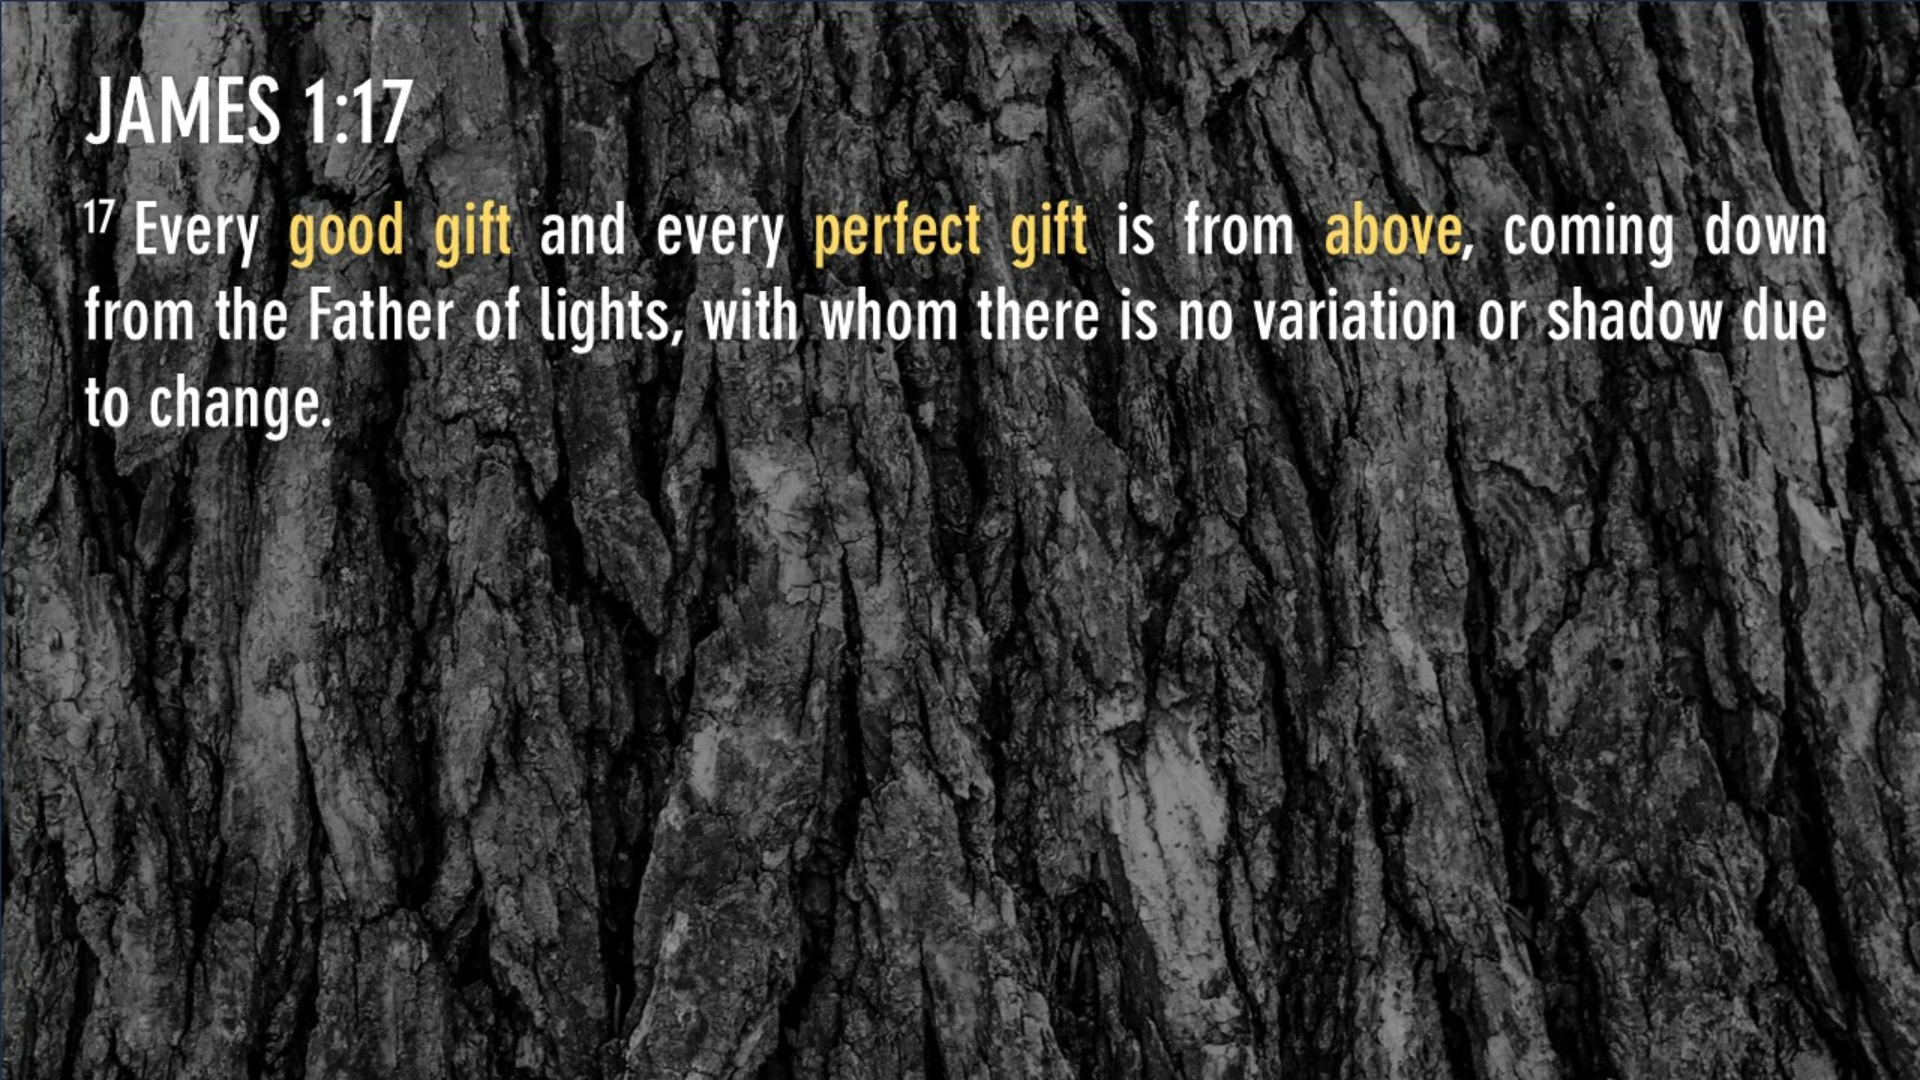 JAMES 1:17
17 Every good gift and every perfect gift is from above, coming down
from the Father of lights, with whom there is no variation or shadow due
to change.